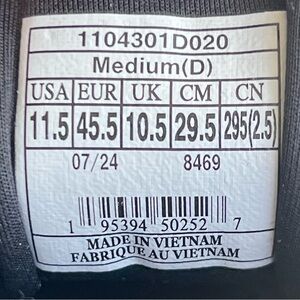 1104301D020
Medium(D)
USA EUR UK CM CN
11.5 45.5 10.5 29.5 295(2.5)
07/24 8469
1 95394 50252 7
MADE IN VIETNAM
FABRIQUE AU VIETNAM